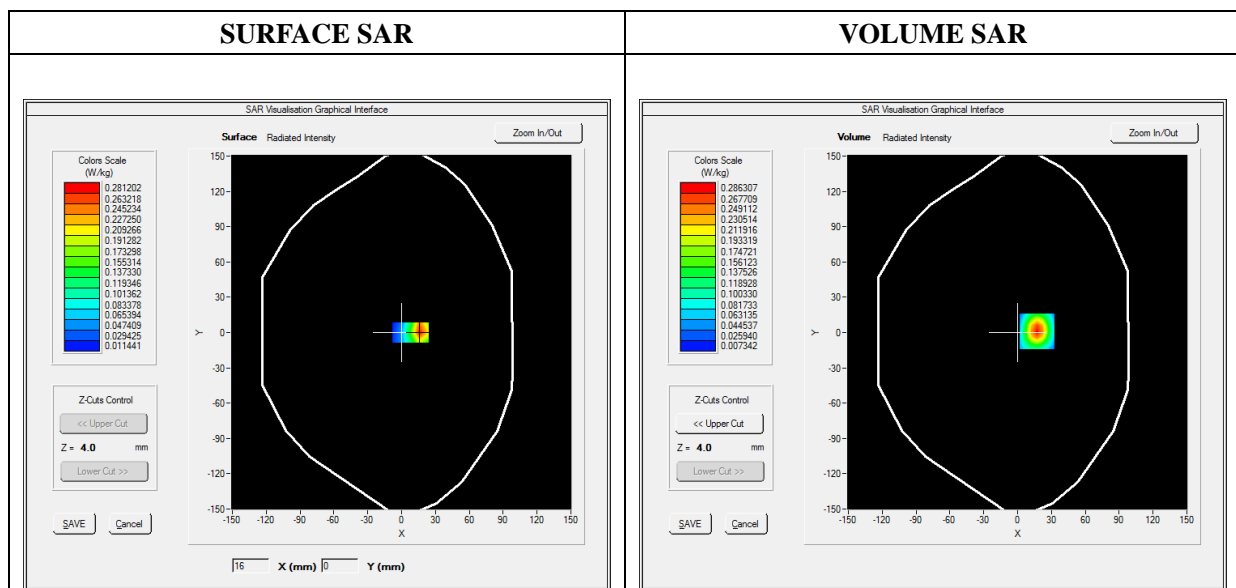 SURFACE SAR
VOLUME SAR
SAR Visualisation Graphical Interface
Surface Radiated Intensity
Zoom In/Out
Colors Scale
(W/kg)
0.281202
0.263218
0.245234
0.227250
0.209266
0.191282
0.173298
0.155314
0.137330
0.119346
0.101362
0.083378
0.065394
0.047409
0.029425
0.011441
Z-Cuts Control
<< Upper Cut
Z = 4.0 mm
Lower Cut >>
SAVE Cancel
150
120
90
60
30
Y 0
-30
-60
-90
-120
-150
-150 -120 -90 -60 -30 0 30 60 90 120 150
X
16 X (mm) 0 Y (mm)
SAR Visualisation Graphical Interface
Volume Radiated Intensity
Zoom In/Out
Colors Scale
(W/kg)
0.286307
0.267709
0.249112
0.230514
0.211916
0.193319
0.174721
0.156123
0.137526
0.118928
0.100330
0.081733
0.063135
0.044537
0.025940
0.007342
Z-Cuts Control
<< Upper Cut
Z = 4.0 mm
Lower Cut >>
SAVE Cancel
150
120
90
60
30
Y 0
-30
-60
-90
-120
-150
-150 -120 -90 -60 -30 0 30 60 90 120 150
X